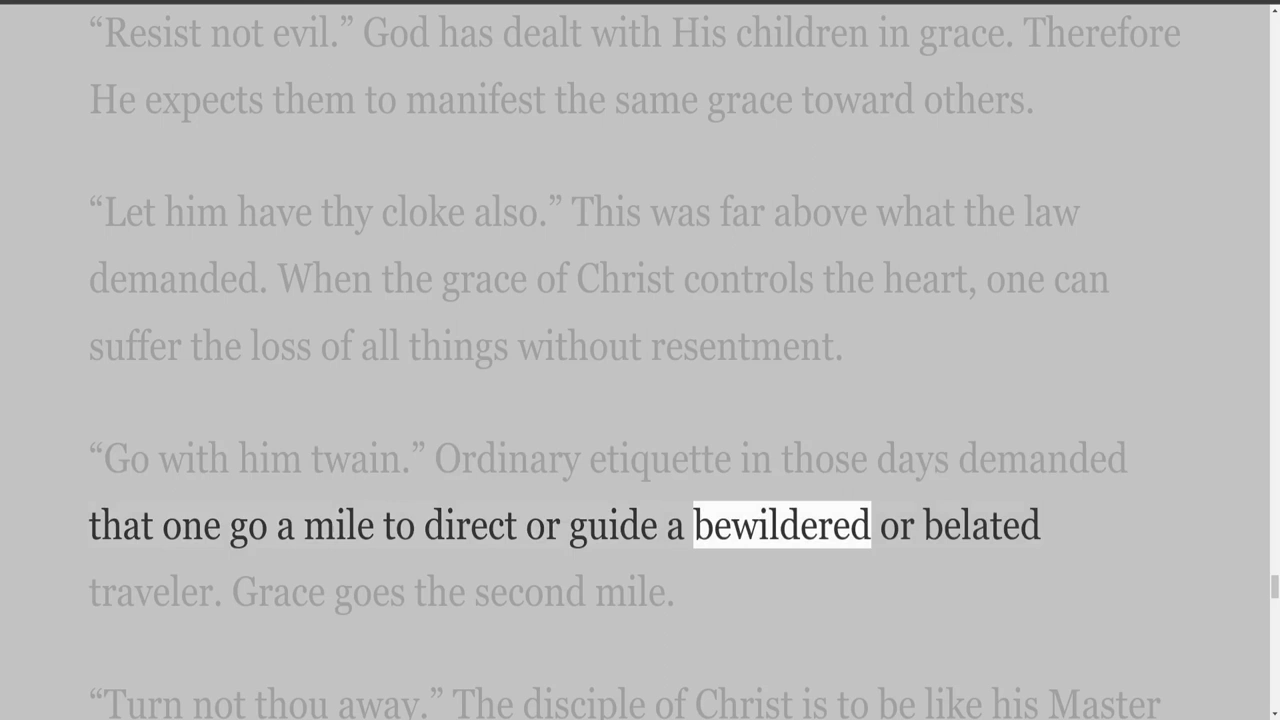 “Resist not evil.” God has dealt with His children in grace. Therefore
He expects them to manifest the same grace toward others.
“Let him have thy cloke also.” This was far above what the law
demanded. When the grace of Christ controls the heart, one can
suffer the loss of all things without resentment.
“Go with him twain.” Ordinary etiquette in those days demanded
that one go a mile to direct or guide a bewildered or belated
traveler. Grace goes the second mile.
“Turn not thou away.” The disciple of Christ is to be like his Master